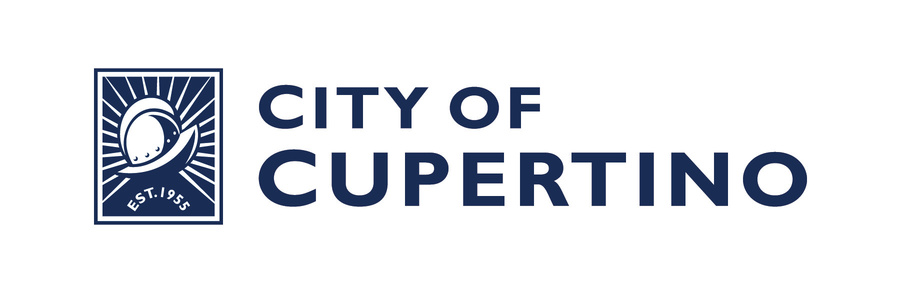 CITY OF
CUPERTINO
EST. 1955